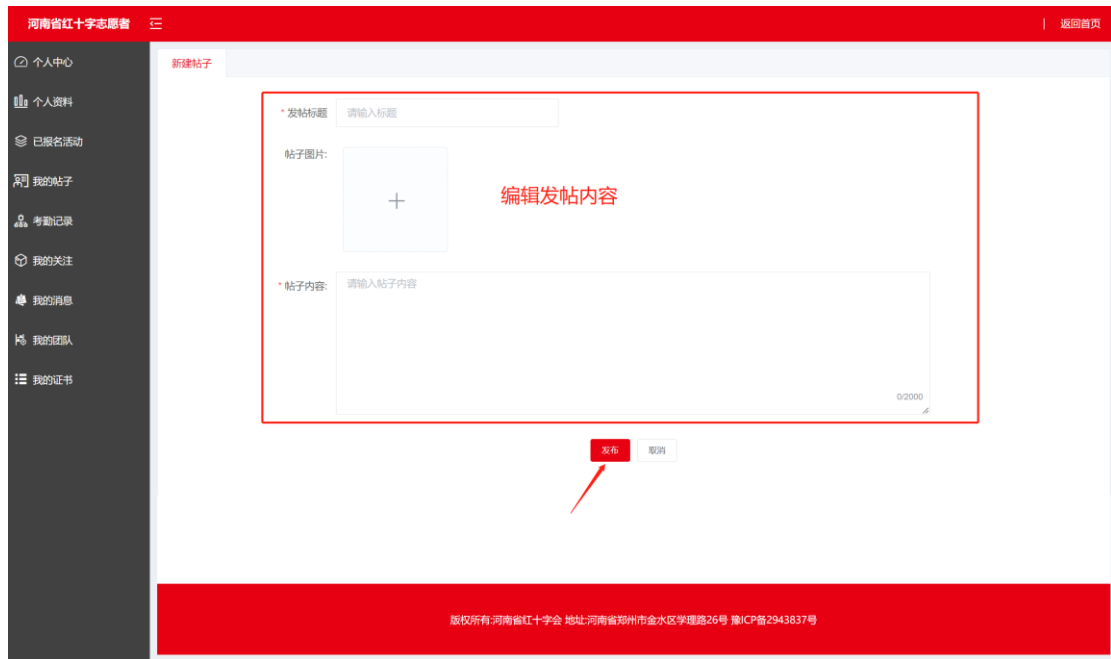 河南省红十字志愿者
| 返回首页
个人中心
个人资料
已报名活动
我的帖子
考勤记录
我的关注
我的消息
我的团队
我的证书
新建帖子
* 发帖标题 请输入标题
帖子图片:
编辑发帖内容
* 帖子内容: 请输入帖子内容
0/2000
发布 取消
版权所有:河南省红十字会 地址:河南省郑州市金水区学理路26号 豫ICP备2943837号